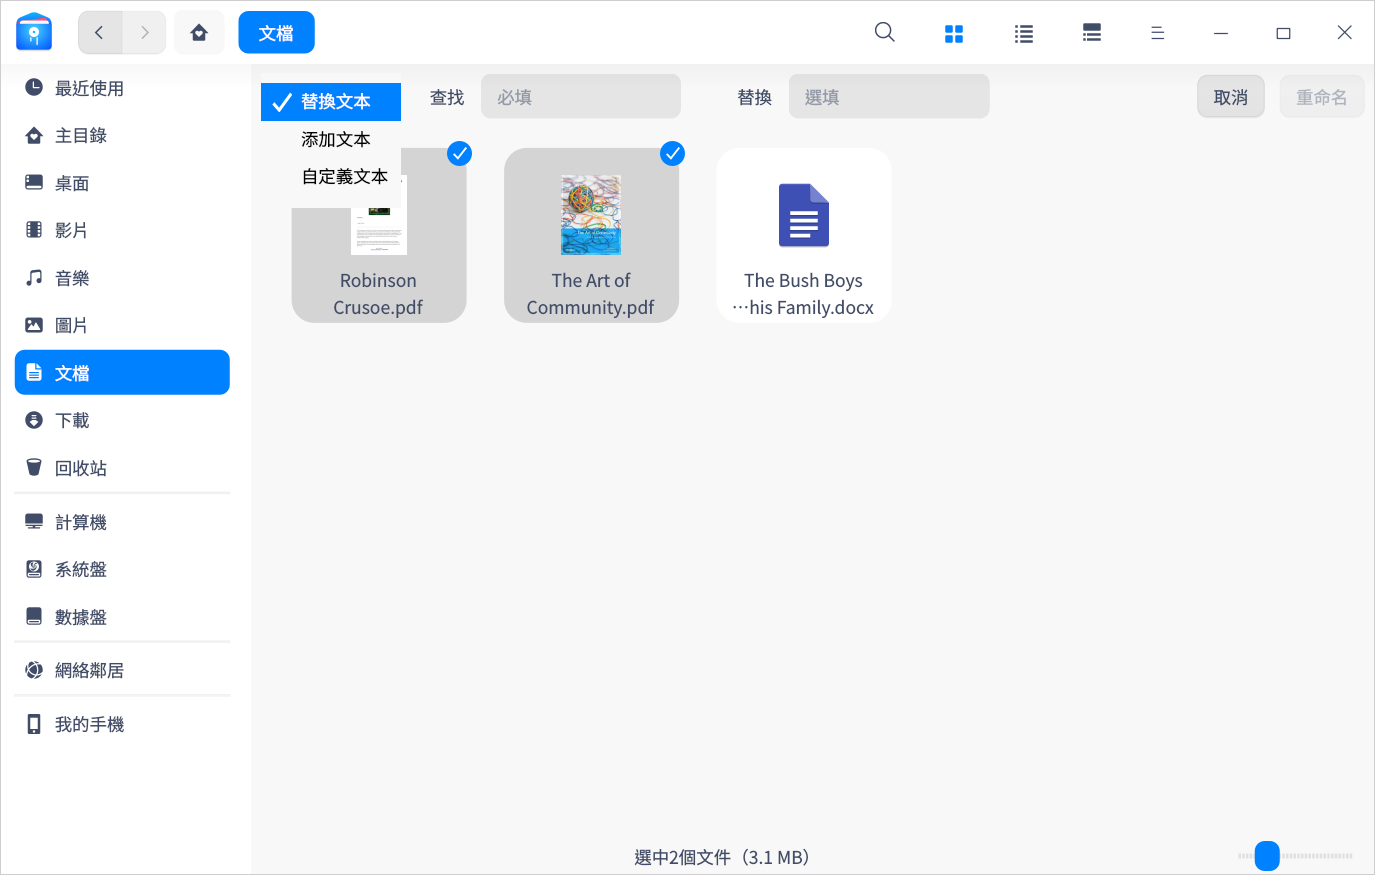 文檔
最近使用
主目錄
桌面
影片
音樂
圖片
文檔
下載
回收站
計算機
系統盤
數據盤
網絡鄰居
我的手機
替換文本
添加文本
自定義文本
查找
必填
替換
選填
取消
重命名
Robinson
Crusoe.pdf
The Art of
Community.pdf
The Bush Boys
…his Family.docx
選中2個文件（3.1 MB）